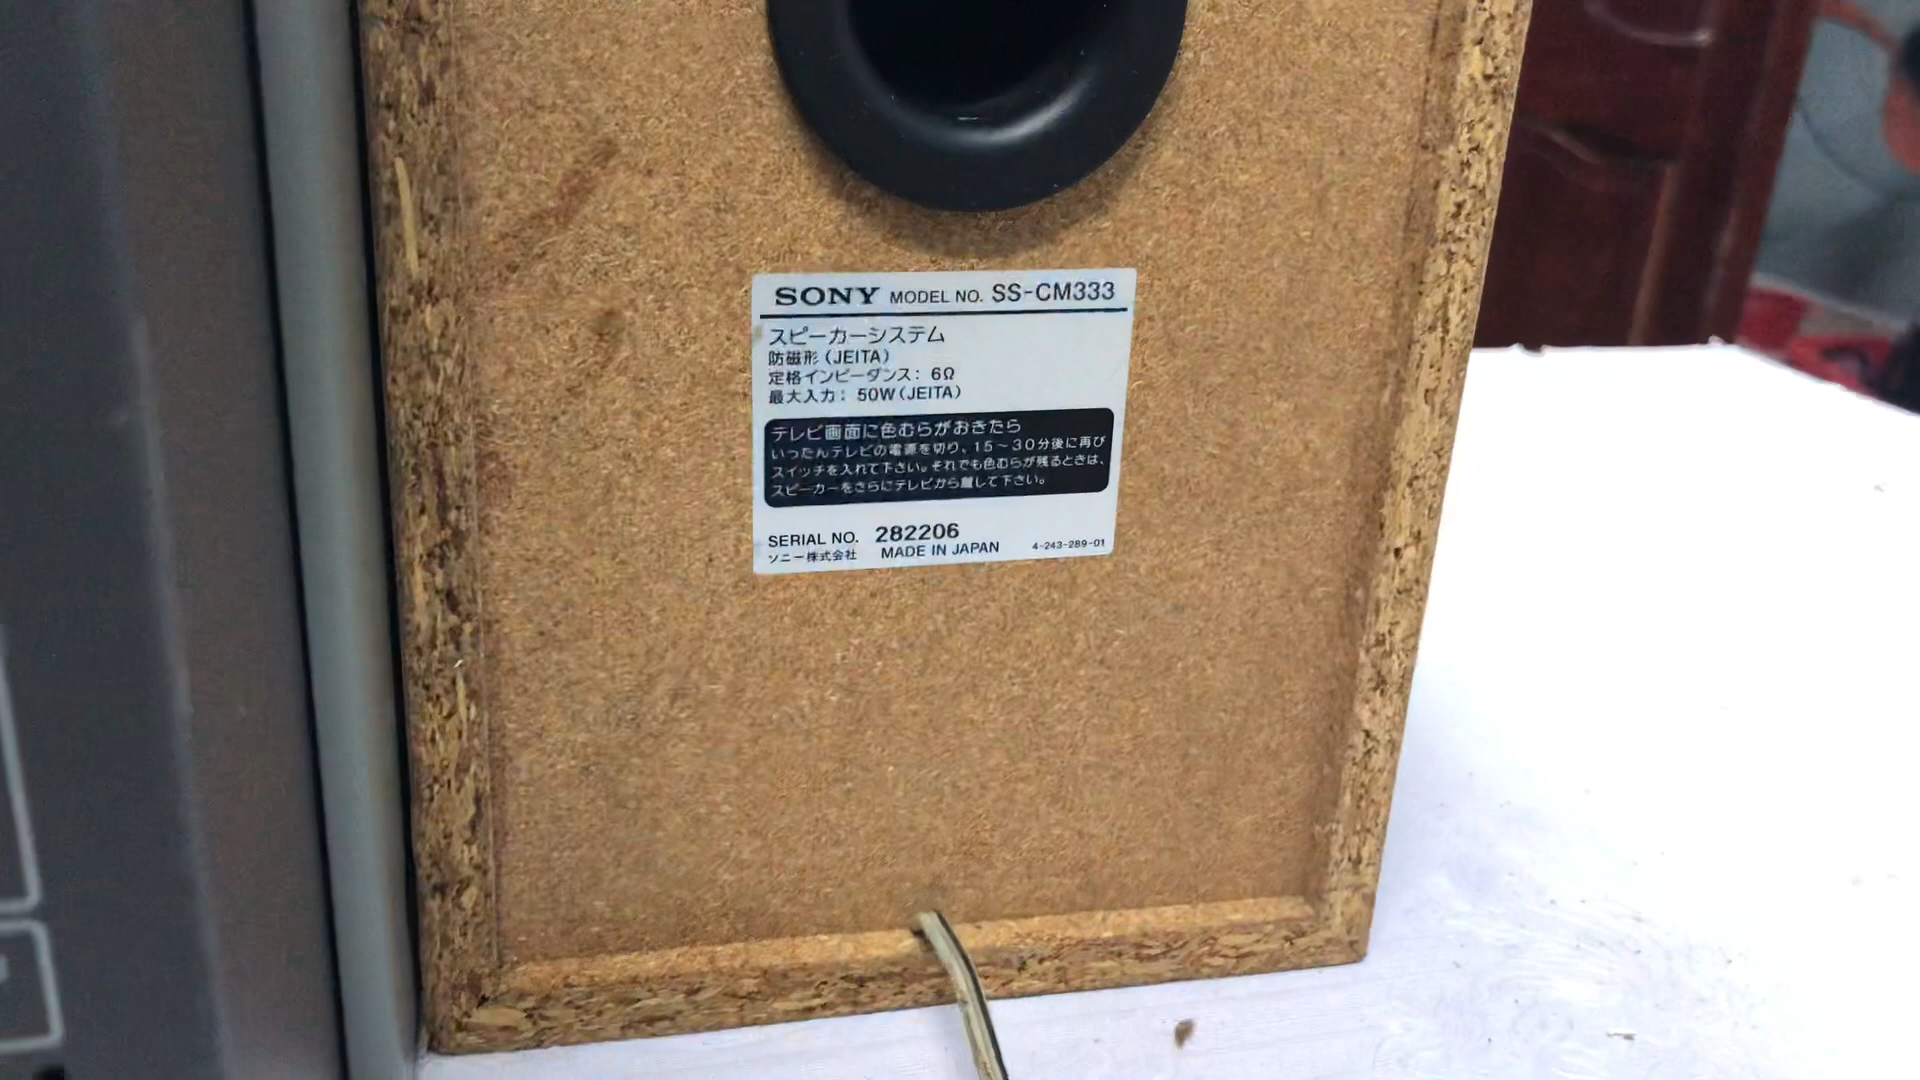 SONY MODEL NO. SS-CM333
スピーカーシステム
防磁形 (JEITA)
定格インピーダンス: 6Ω
最大入力: 50W (JEITA)
テレビ画面に色むらがおきたら
いったんテレビの電源を切り、15～30分後に再び
スイッチを入れて下さい。それでも色むらが残るときは、
スピーカーをさらにテレビから離して下さい。
SERIAL NO. 282206
ソニー株式会社 MADE IN JAPAN 4-243-289-01